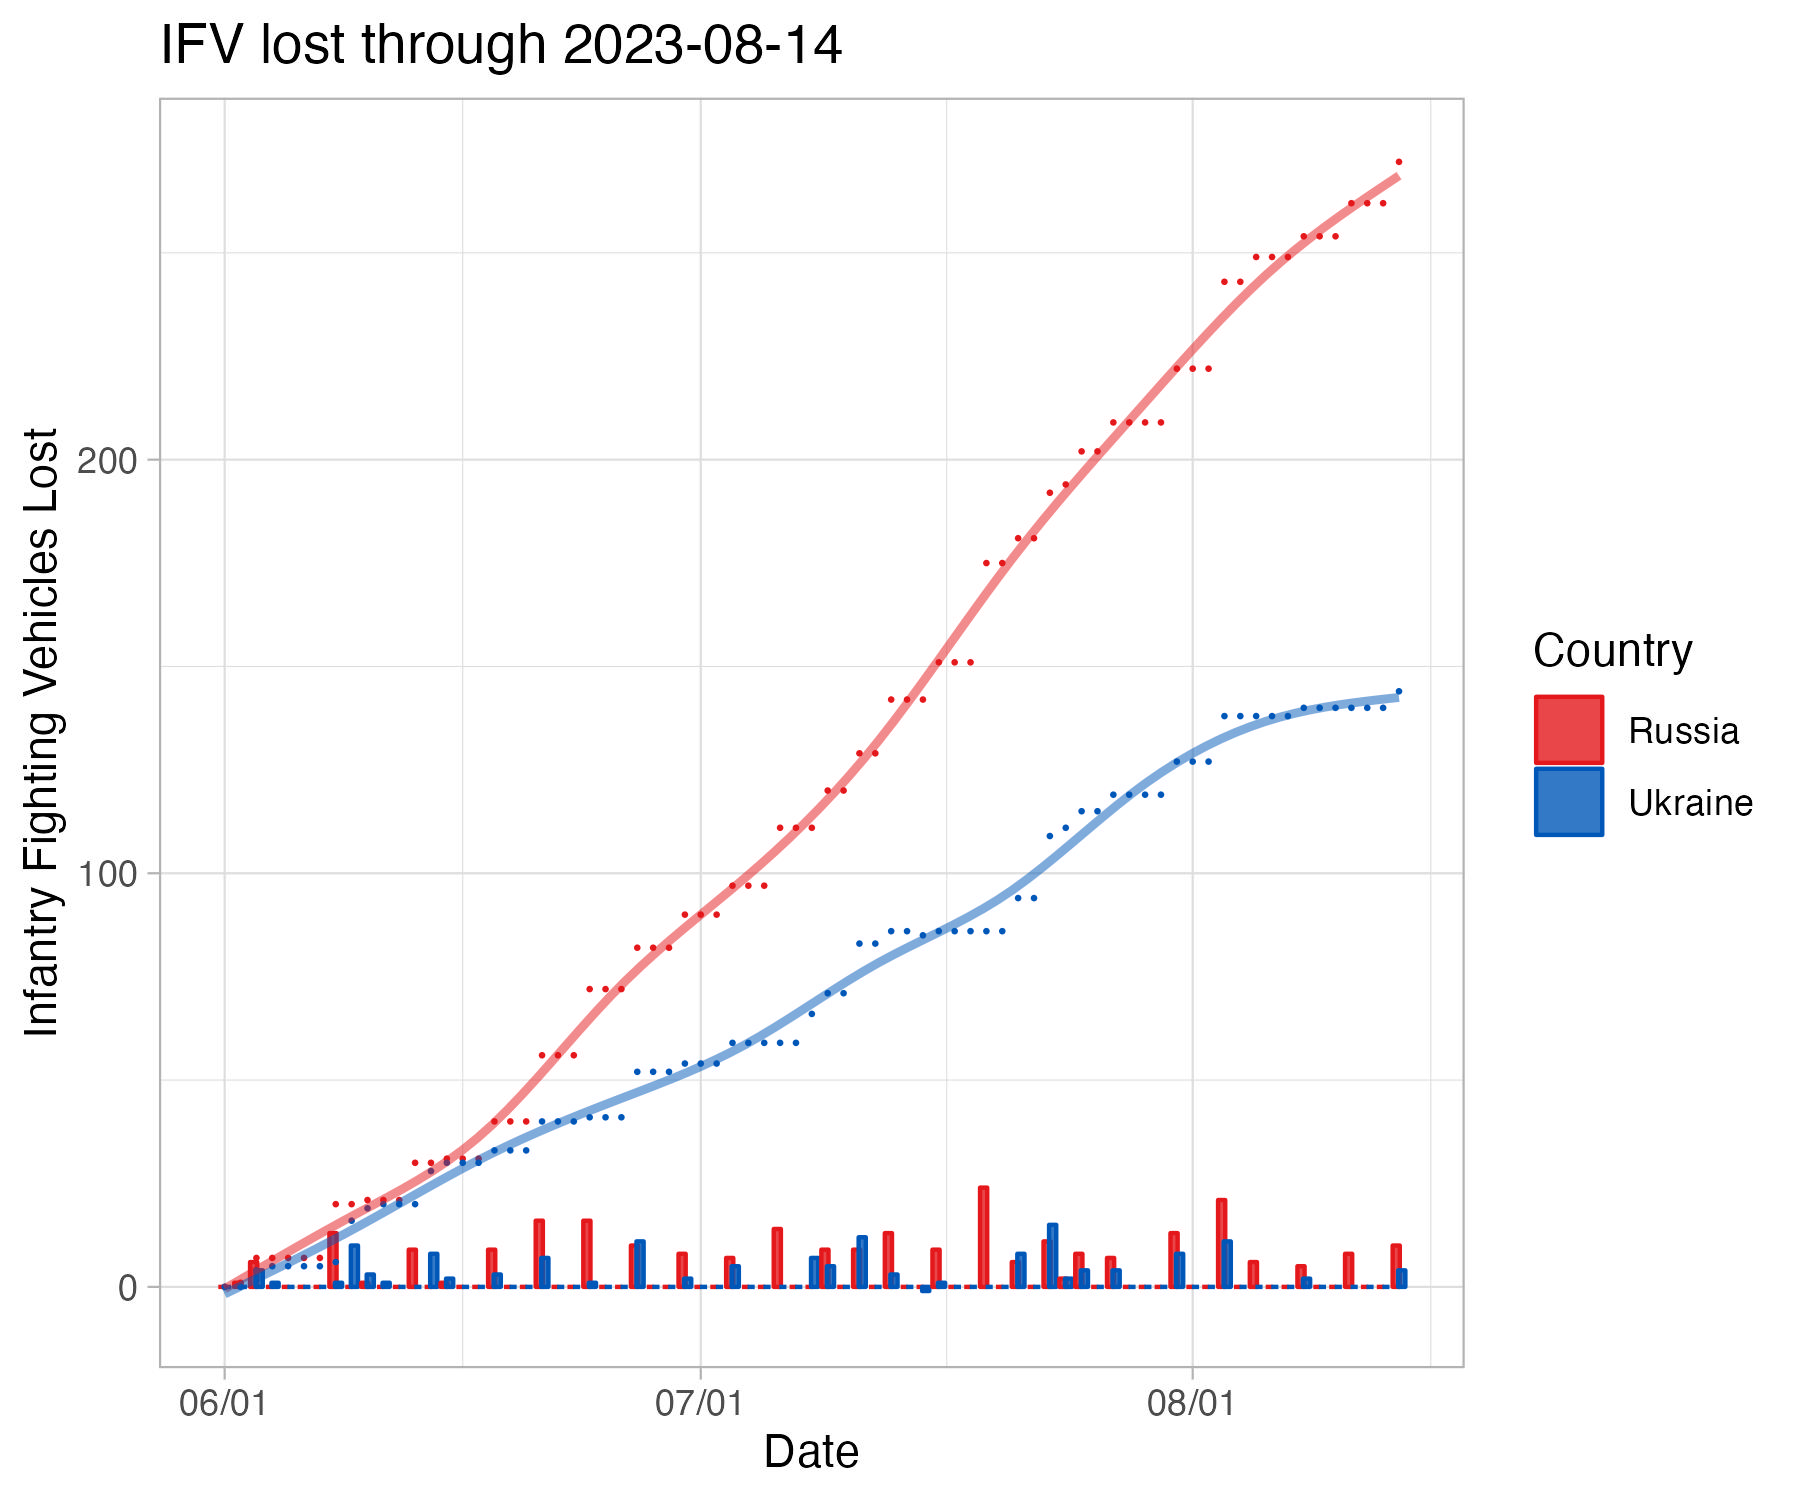 IFV lost through 2023-08-14
Infantry Fighting Vehicles Lost
200
100
0
06/01
07/01
08/01
Date
Country
Russia
Ukraine